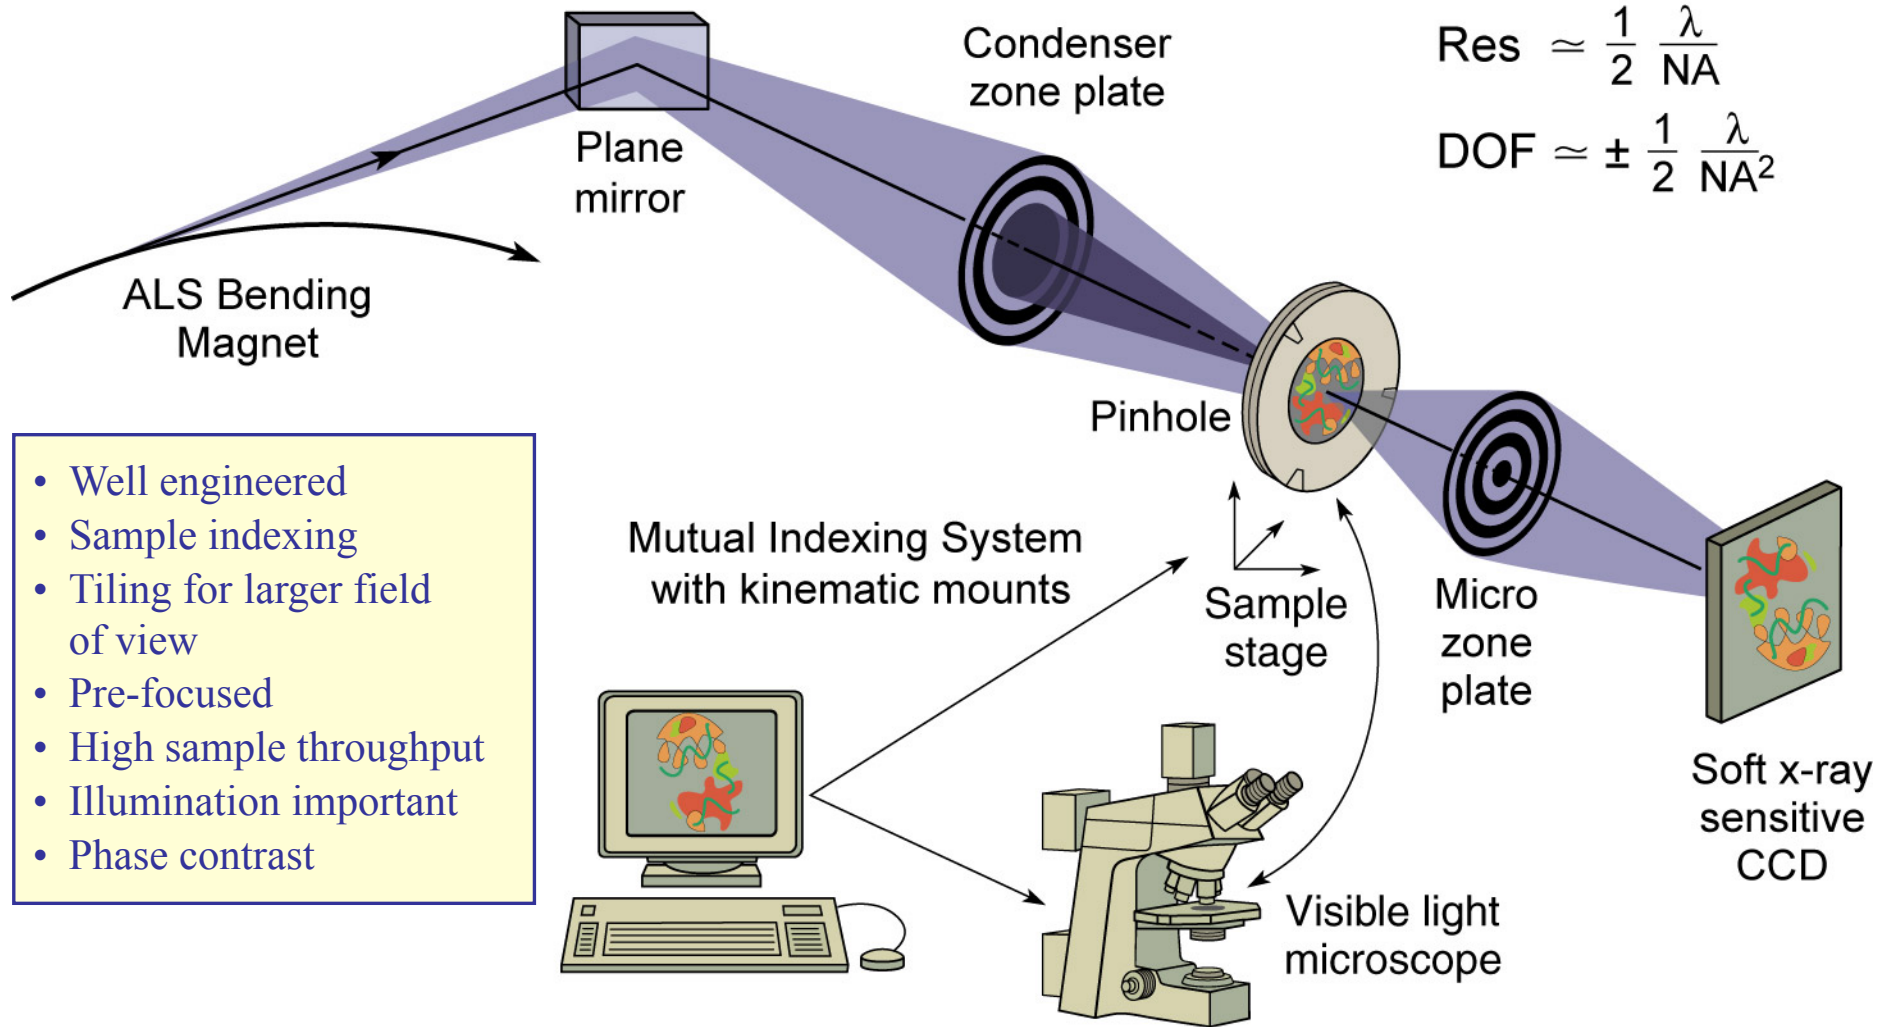 Condenser
zone plate
Res ≃ 1/2 λ/NA
DOF ≃ ± 1/2 λ/NA²
Plane
mirror
ALS Bending
Magnet
Pinhole
• Well engineered
• Sample indexing
• Tiling for larger field
of view
• Pre-focused
• High sample throughput
• Illumination important
• Phase contrast
Mutual Indexing System
with kinematic mounts
Sample
stage
Micro
zone
plate
Soft x-ray
sensitive
CCD
Visible light
microscope